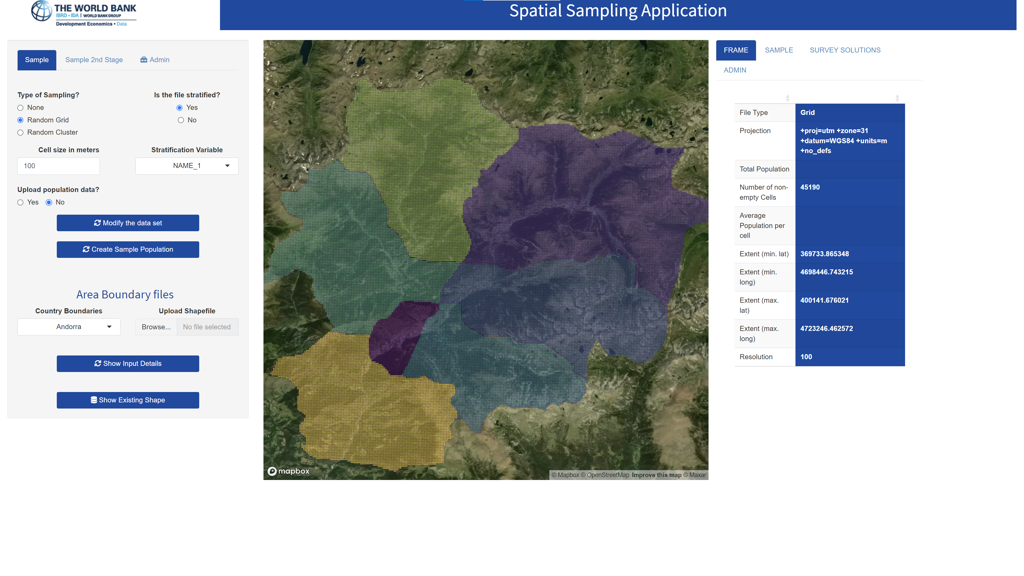 THE WORLD BANK
IBRD • IDA | WORLD BANK GROUP
Development Economics • Data
Spatial Sampling Application
Sample
Sample 2nd Stage
Admin
Type of Sampling?
None
Random Grid
Random Cluster
Is the file stratified?
Yes
No
Cell size in meters
100
Stratification Variable
NAME_1
Upload population data?
Yes
No
Modify the data set
Create Sample Population
Area Boundary files
Country Boundaries
Andorra
Upload Shapefile
Browse...
No file selected
Show Input Details
Show Existing Shape
mapbox
© Mapbox © OpenStreetMap Improve this map © Maxar
FRAME
SAMPLE
SURVEY SOLUTIONS
ADMIN
File Type
Grid
Projection
+proj=utm +zone=31
+datum=WGS84 +units=m
+no_defs
Total Population
Number of non-
empty Cells
45190
Average
Population per
cell
Extent (min. lat)
369733.865348
Extent (min.
long)
4698446.743215
Extent (max.
lat)
400141.676021
Extent (max.
long)
4723246.462572
Resolution
100